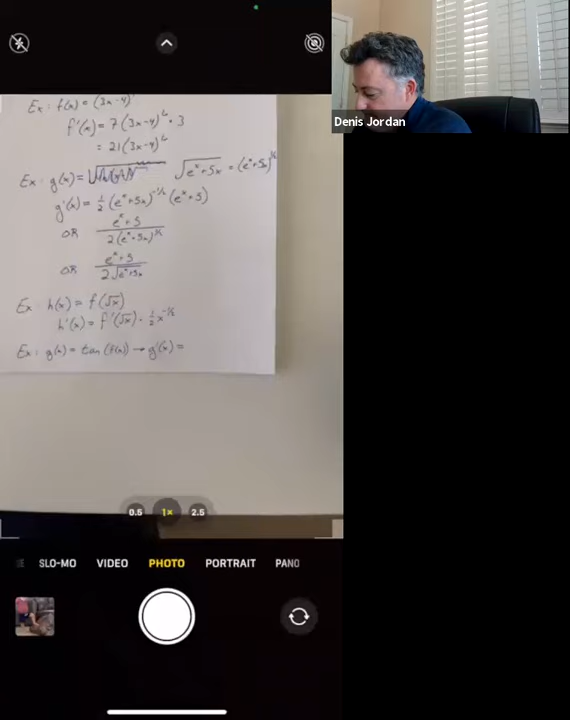 Denis Jordan
Ex: f(x) = (3x-4)⁷
f'(x) = 7(3x-4)⁶ • 3
= 21(3x-4)⁶
Ex: g(x) = √(eˣ+5x) = (eˣ+5x)^½
g'(x) = ½(eˣ+5x)^-½ (eˣ+5)
OR (eˣ+5)/(2(eˣ+5x)^½)
OR (eˣ+5)/(2√(eˣ+5x))
Ex: h(x) = f(√x)
h'(x) = f'(√x) · ½x^-½
Ex: g(x) = tan(f(x)) → g'(x) =
0.5 1× 2.5
SLO-MO VIDEO PHOTO PORTRAIT PANO